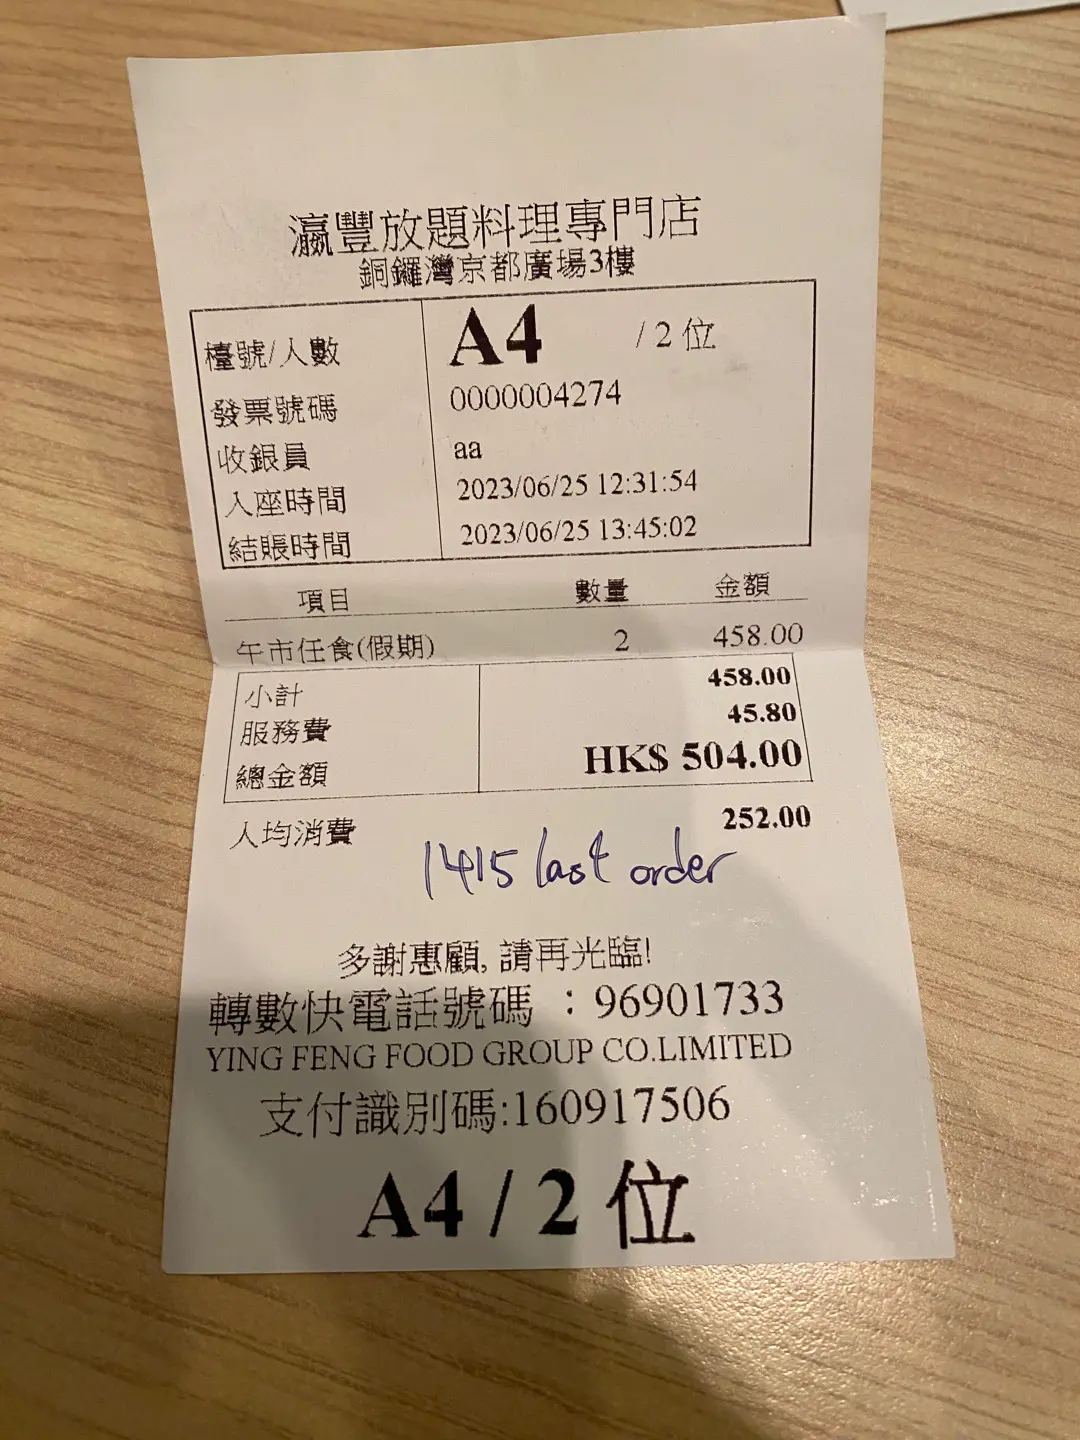 瀛豐放題料理專門店
銅鑼灣京都廣場3樓
檯號/人數 A4 / 2 位
發票號碼 0000004274
收銀員 aa
入座時間 2023/06/25 12:31:54
結賬時間 2023/06/25 13:45:02
項目 數量 金額
午市任食(假期) 2 458.00
小計 458.00
服務費 45.80
總金額 HK$ 504.00
人均消費 252.00
1415 last order
多謝惠顧, 請再光臨!
轉數快電話號碼 : 96901733
YING FENG FOOD GROUP CO.LIMITED
支付識別碼:160917506
A4 / 2 位